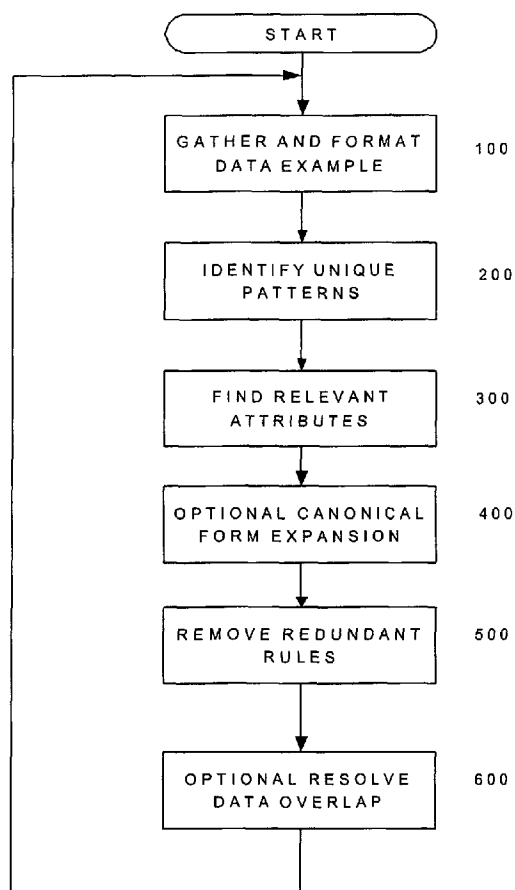 START
GATHER AND FORMAT
DATA EXAMPLE
100
IDENTIFY UNIQUE
PATTERNS
200
FIND RELEVANT
ATTRIBUTES
300
OPTIONAL CANONICAL
FORM EXPANSION
400
REMOVE REDUNDANT
RULES
500
OPTIONAL RESOLVE
DATA OVERLAP
600